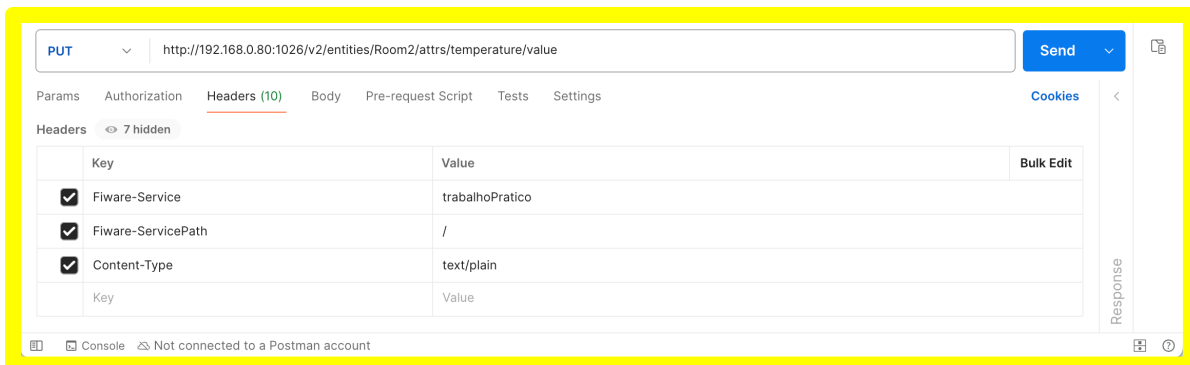 PUT http://192.168.0.80:1026/v2/entities/Room2/attrs/temperature/value Send
Params Authorization Headers (10) Body Pre-request Script Tests Settings Cookies
Headers 7 hidden
Key Value Bulk Edit
Fiware-Service trabalhoPratico
Fiware-ServicePath /
Content-Type text/plain
Key Value
Response
Console Not connected to a Postman account